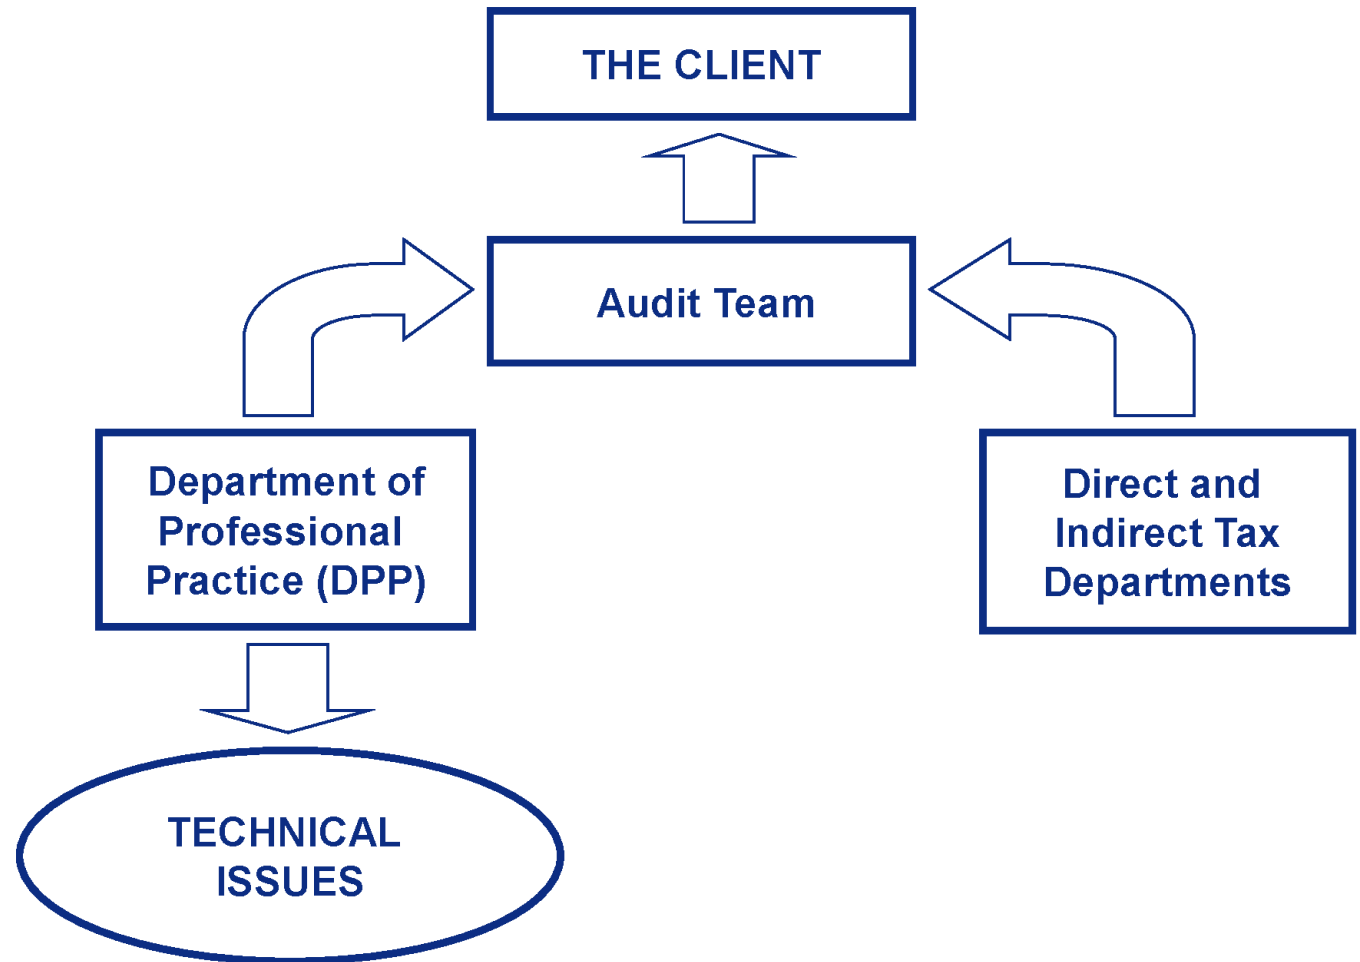 THE CLIENT
Audit Team
Department of
Professional
Practice (DPP)
Direct and
Indirect Tax
Departments
TECHNICAL
ISSUES